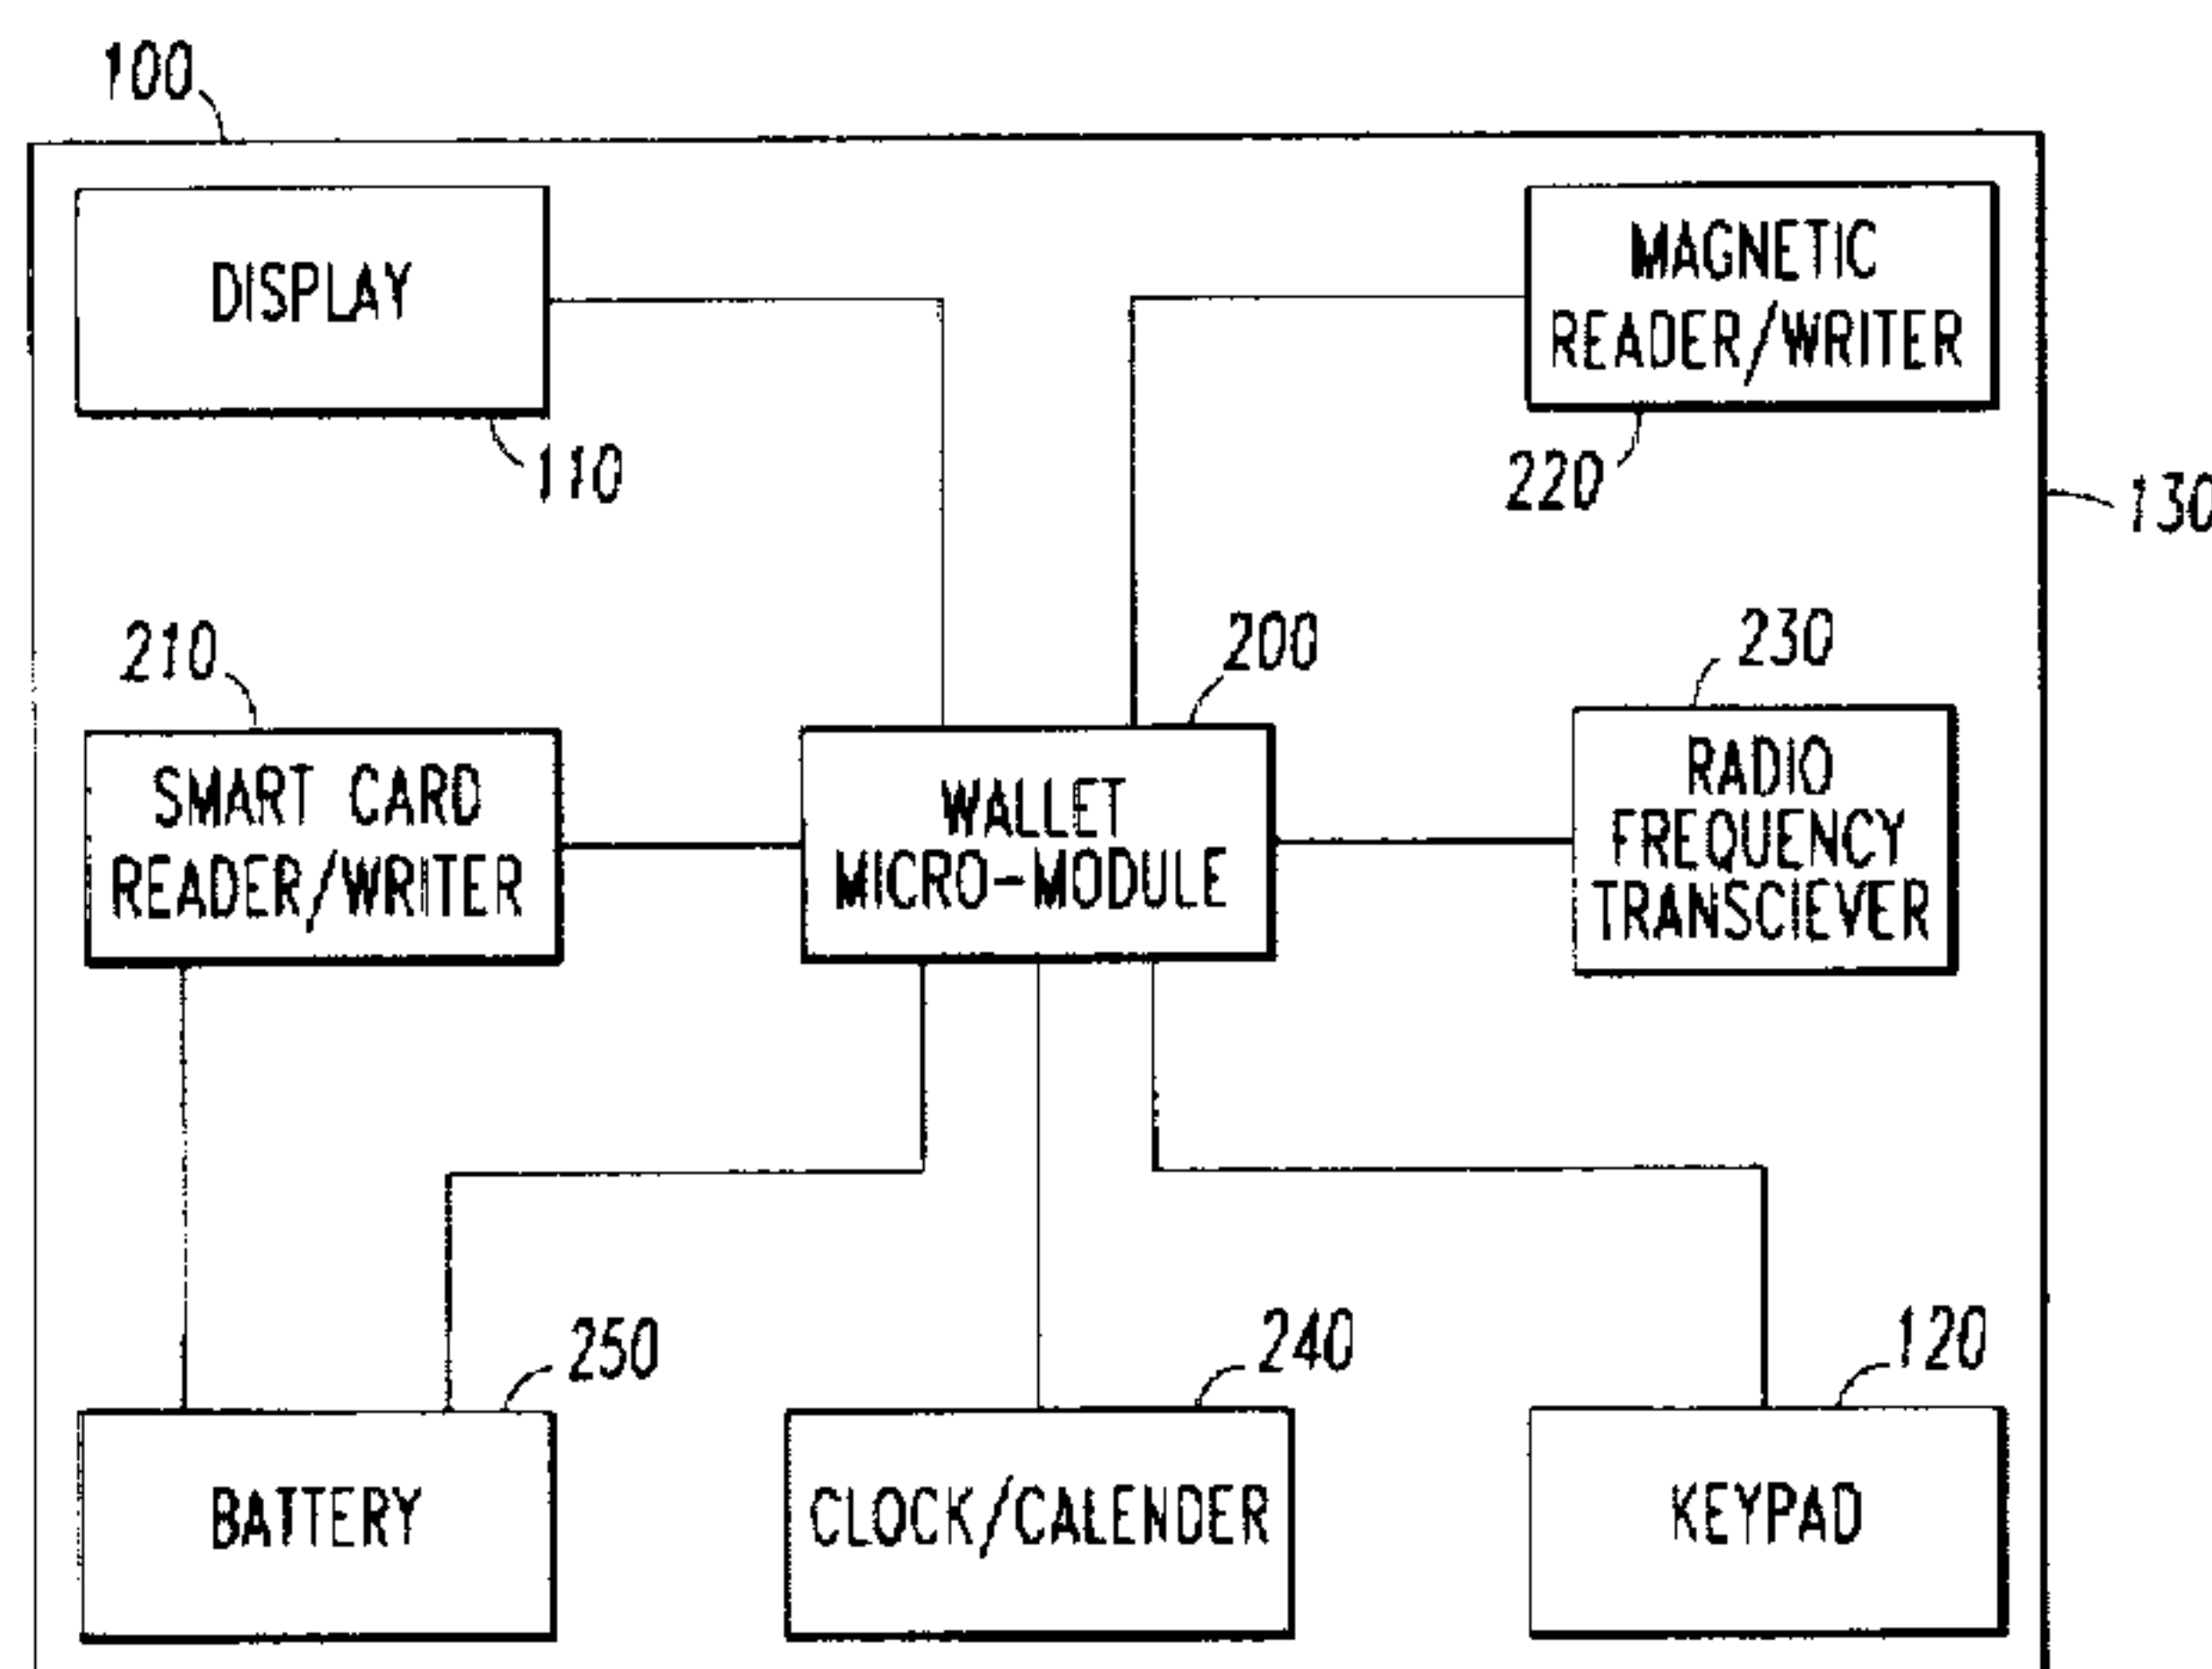 100
DISPLAY
110
MAGNETIC
READER/WRITER
220
130
210
SMART CARD
READER/WRITER
200
WALLET
MICRO-MODULE
230
RADIO
FREQUENCY
TRANSCIEVER
250
BATTERY
240
CLOCK/CALENDER
120
KEYPAD